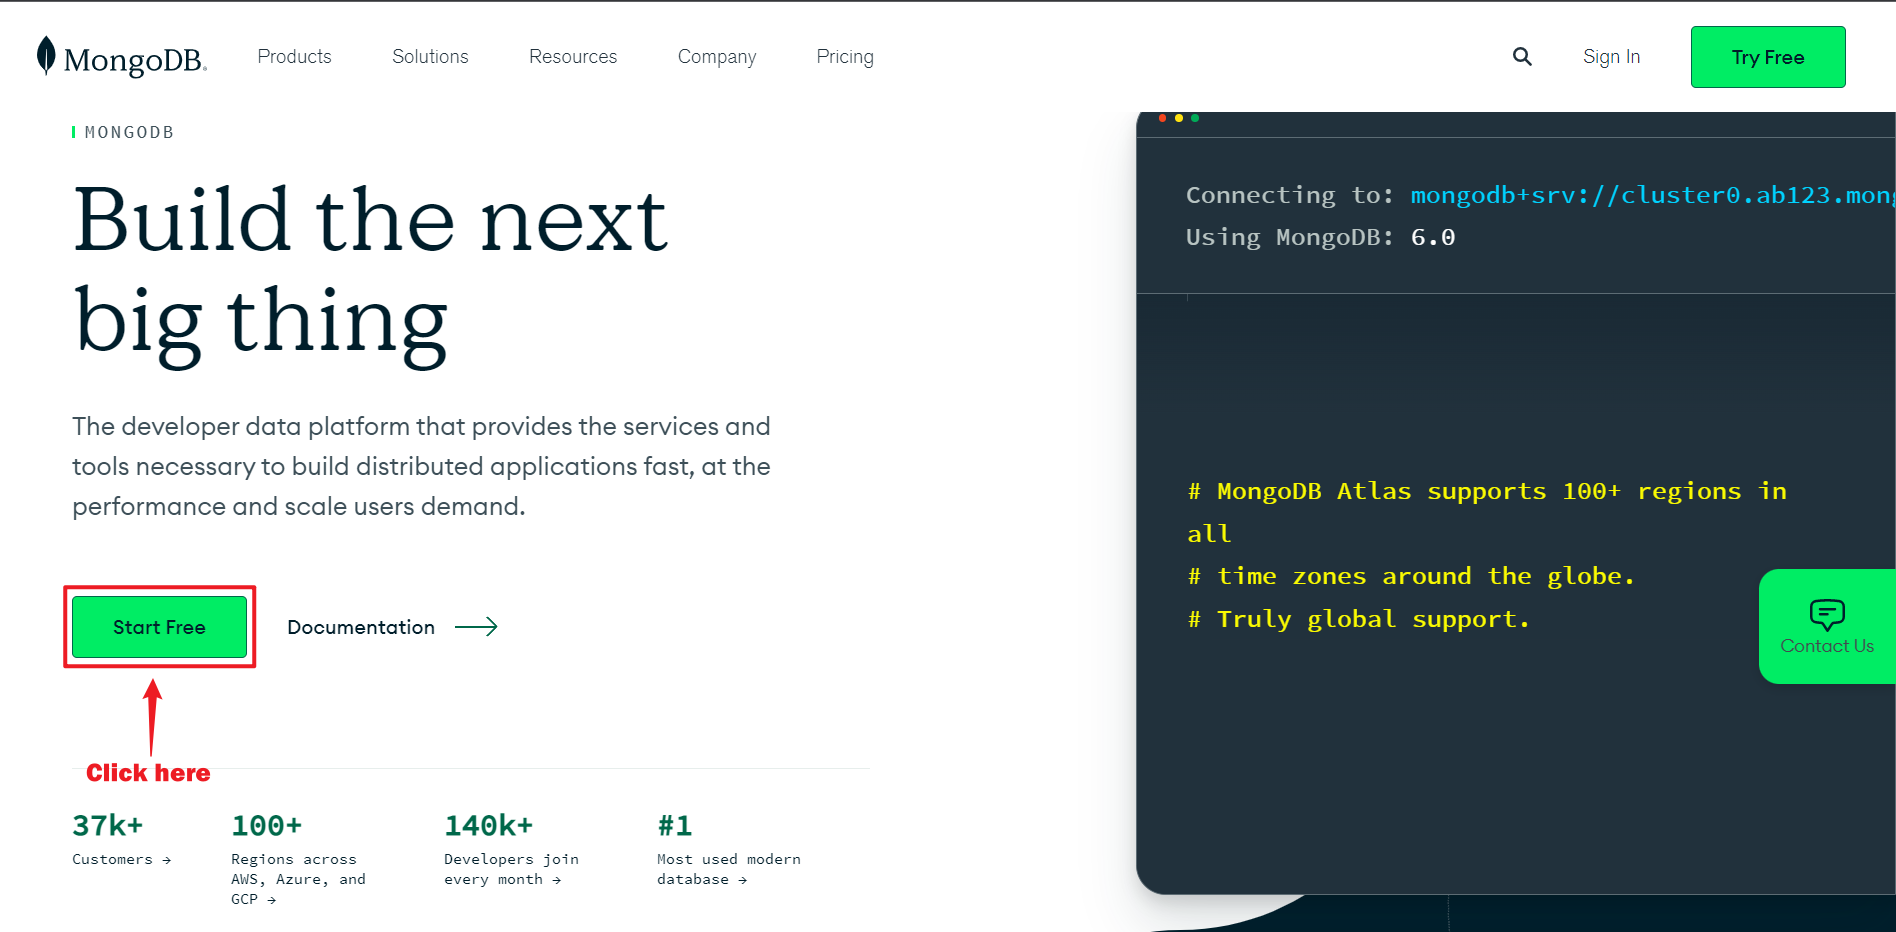 MongoDB.
Products
Solutions
Resources
Company
Pricing
Sign In
Try Free
MONGODB
Build the next
big thing
The developer data platform that provides the services and
tools necessary to build distributed applications fast, at the
performance and scale users demand.
Start Free
Documentation
Click here
37k+
Customers →
100+
Regions across
AWS, Azure, and
GCP →
140k+
Developers join
every month →
#1
Most used modern
database →
Connecting to: mongodb+srv://cluster0.ab123.mong
Using MongoDB: 6.0
# MongoDB Atlas supports 100+ regions in
all
# time zones around the globe.
# Truly global support.
Contact Us